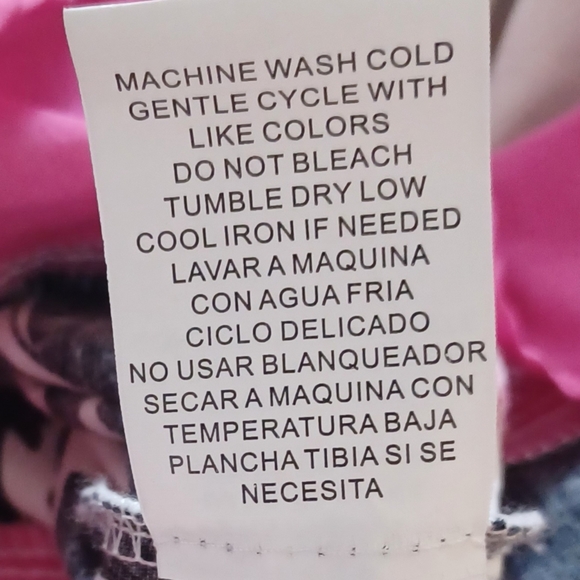 MACHINE WASH COLD
GENTLE CYCLE WITH
LIKE COLORS
DO NOT BLEACH
TUMBLE DRY LOW
COOL IRON IF NEEDED
LAVAR A MAQUINA
CON AGUA FRIA
CICLO DELICADO
NO USAR BLANQUEADOR
SECAR A MAQUINA CON
TEMPERATURA BAJA
PLANCHA TIBIA SI SE
NECESITA